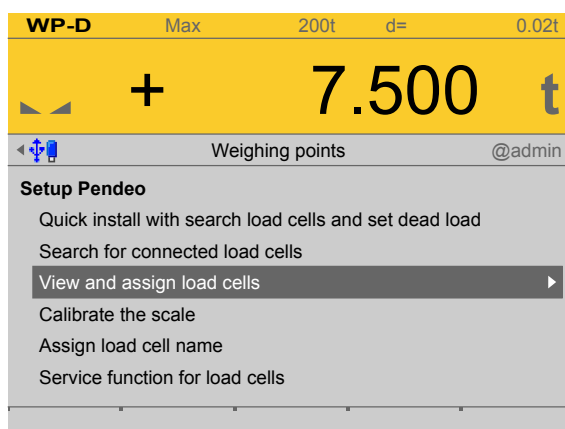 WP-D Max 200t d= 0.02t
+ 7.500 t
Weighing points @admin
Setup Pendeo
Quick install with search load cells and set dead load
Search for connected load cells
View and assign load cells
Calibrate the scale
Assign load cell name
Service function for load cells